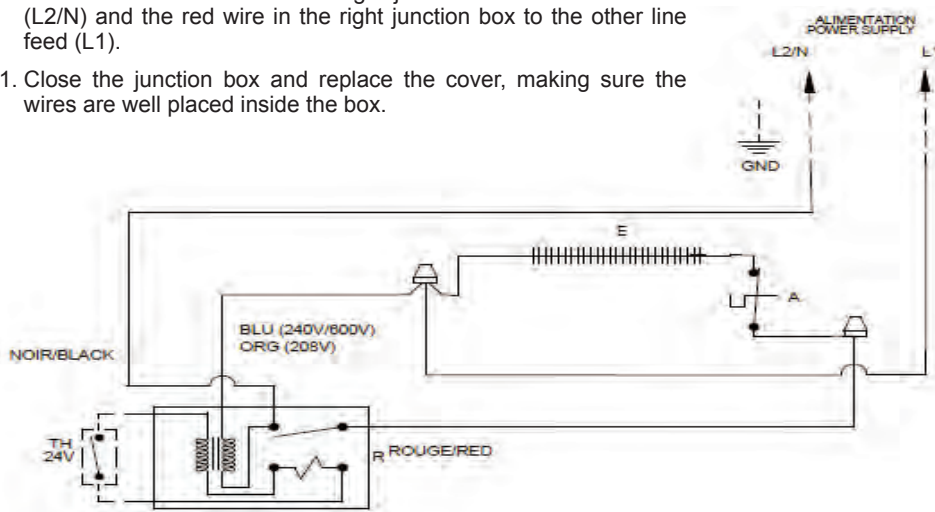 (L2/N) and the red wire in the right junction box to the other line
feed (L1).
1. Close the junction box and replace the cover, making sure the
wires are well placed inside the box.
ALIMENTATION
POWER SUPPLY
L2/N
GND
E
A
BLU (240V/600V)
ORG (208V)
NOIR/BLACK
TH
24V
R ROUGE/RED